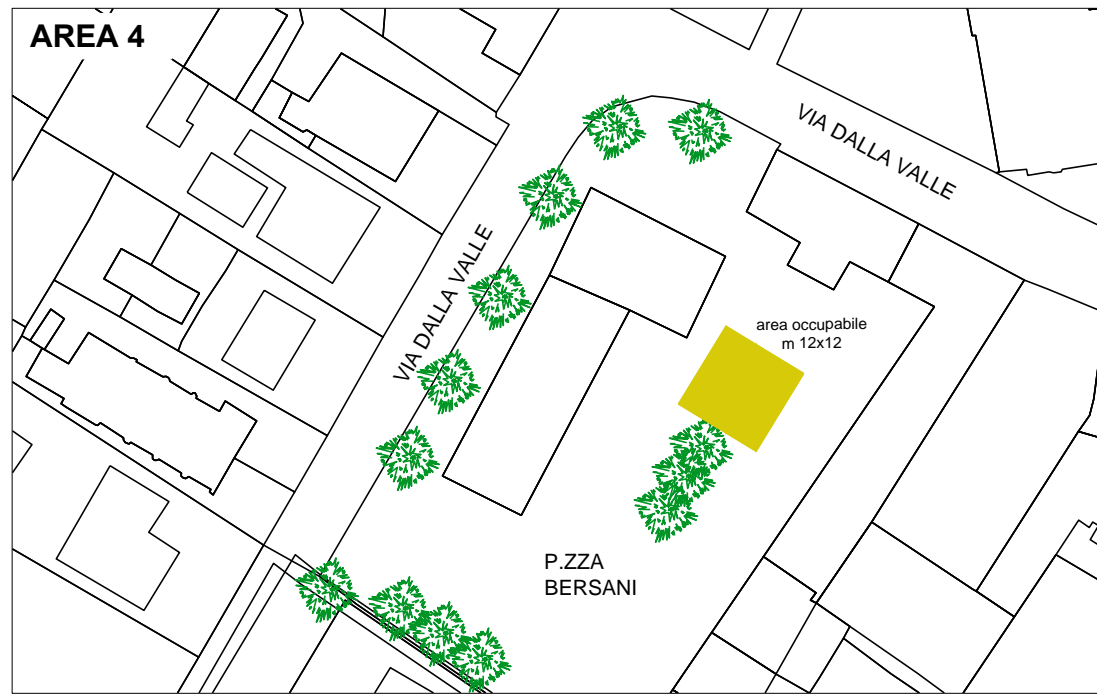 AREA 4
VIA DALLA VALLE
VIA DALLA VALLE
area occupabile
m 12x12
P.ZZA
BERSANI